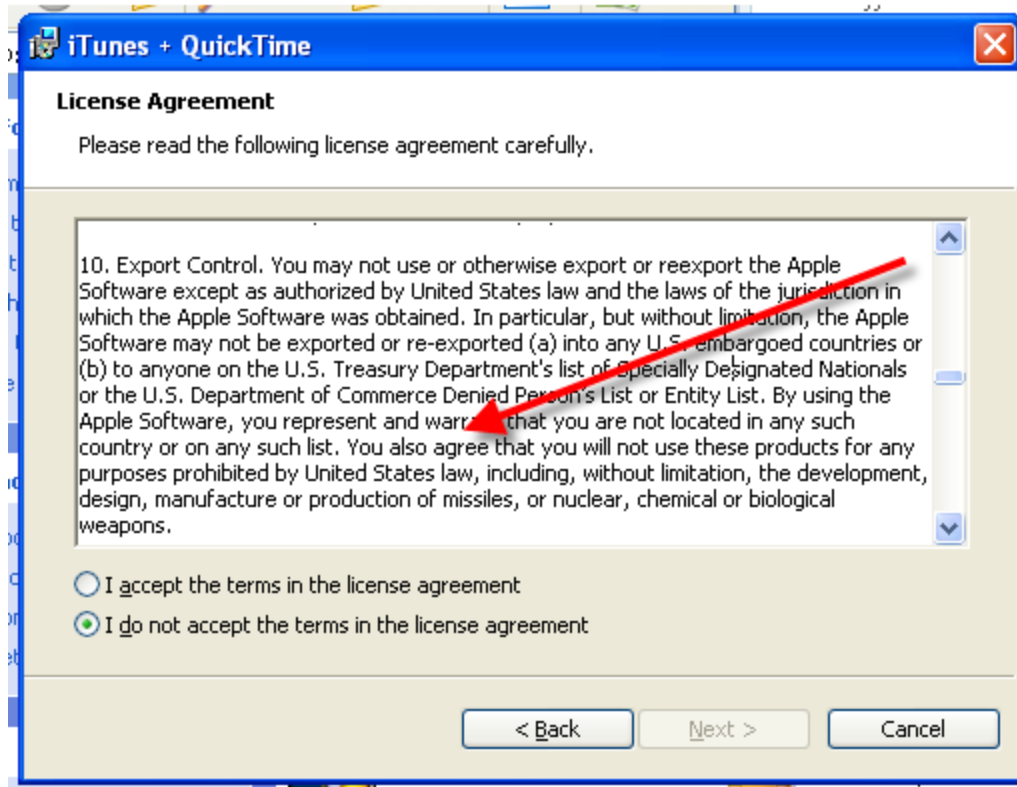 iTunes + QuickTime
License Agreement
Please read the following license agreement carefully.
10. Export Control. You may not use or otherwise export or reexport the Apple
Software except as authorized by United States law and the laws of the jurisdiction in
which the Apple Software was obtained. In particular, but without limitation, the Apple
Software may not be exported or re-exported (a) into any U.S. embargoed countries or
(b) to anyone on the U.S. Treasury Department's list of Specially Designated Nationals
or the U.S. Department of Commerce Denied Person's List or Entity List. By using the
Apple Software, you represent and warrant that you are not located in any such
country or on any such list. You also agree that you will not use these products for any
purposes prohibited by United States law, including, without limitation, the development,
design, manufacture or production of missiles, or nuclear, chemical or biological
weapons.
I accept the terms in the license agreement
I do not accept the terms in the license agreement
< Back Next > Cancel